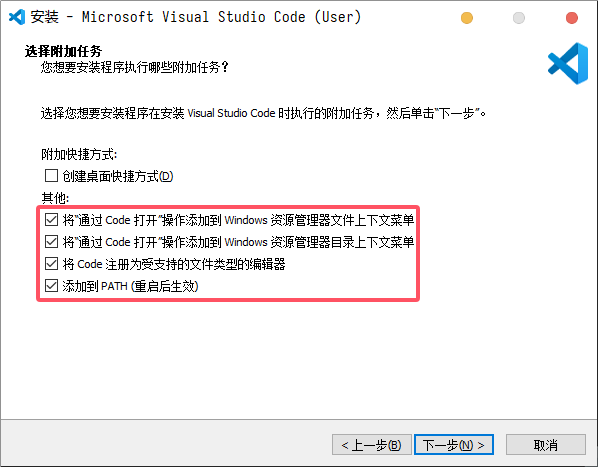 安装 - Microsoft Visual Studio Code (User)
选择附加任务
您想要安装程序执行哪些附加任务？
选择您想要安装程序在安装 Visual Studio Code 时执行的附加任务，然后单击“下一步”。
附加快捷方式:
创建桌面快捷方式(D)
其他:
将“通过 Code 打开”操作添加到 Windows 资源管理器文件上下文菜单
将“通过 Code 打开”操作添加到 Windows 资源管理器目录上下文菜单
将 Code 注册为受支持的文件类型的编辑器
添加到 PATH (重启后生效)
< 上一步(B) 下一步(N) > 取消